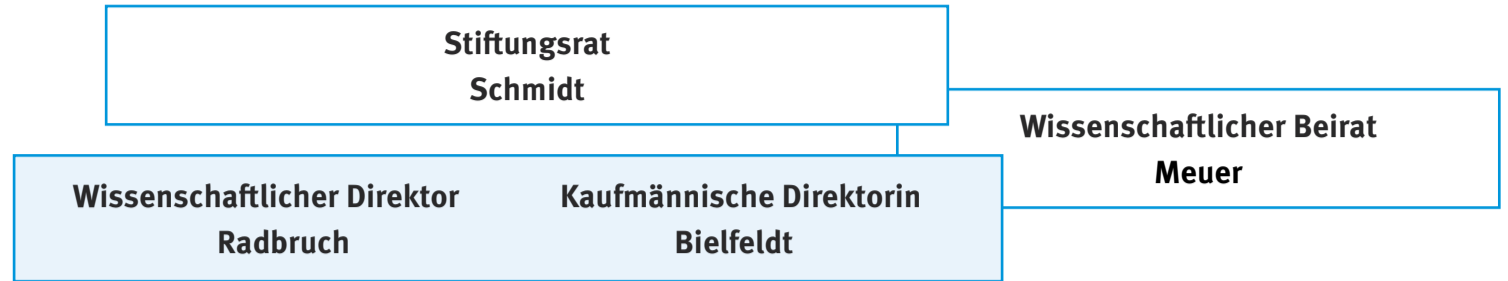 Stiftungsrat
Schmidt
Wissenschaftlicher Beirat
Meuer
Wissenschaftlicher Direktor
Radbruch
Kaufmännische Direktorin
Bielfeldt